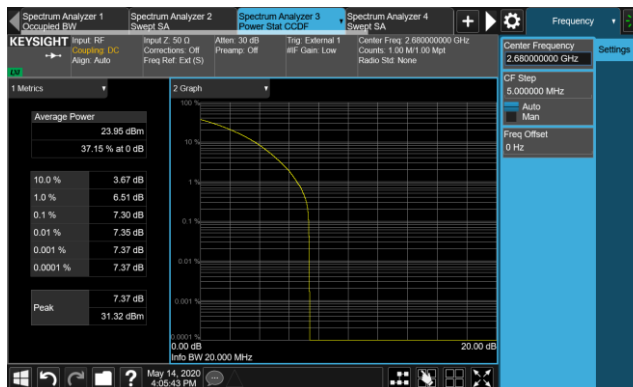 Spectrum Analyzer 1
Occupied BW
Spectrum Analyzer 2
Swept SA
Spectrum Analyzer 3
Power Stat CCDF
Spectrum Analyzer 4
Swept SA
Frequency
KEYSIGHT
Input: RF
Coupling: DC
Align: Auto
Input Z: 50 Ω
Corrections: Off
Freq Ref: Ext (S)
Atten: 30 dB
Preamp: Off
Trig: External 1
#IF Gain: Low
Center Freq: 2.680000000 GHz
Counts: 1.00 M/1.00 Mpt
Radio Std: None
Center Frequency
2.680000000 GHz
Settings
CF Step
5.000000 MHz
Auto
Man
Freq Offset
0 Hz
1 Metrics
2 Graph
Average Power
23.95 dBm
37.15 % at 0 dB
10.0 % 3.67 dB
1.0 % 6.51 dB
0.1 % 7.30 dB
0.01 % 7.35 dB
0.001 % 7.37 dB
0.0001 % 7.37 dB
Peak
7.37 dB
31.32 dBm
100 %
10 %
1 %
0.1 %
0.01 %
0.001 %
0.0001 %
0.00 dB
20.00 dB
Info BW 20.000 MHz
May 14, 2020
4:05:43 PM